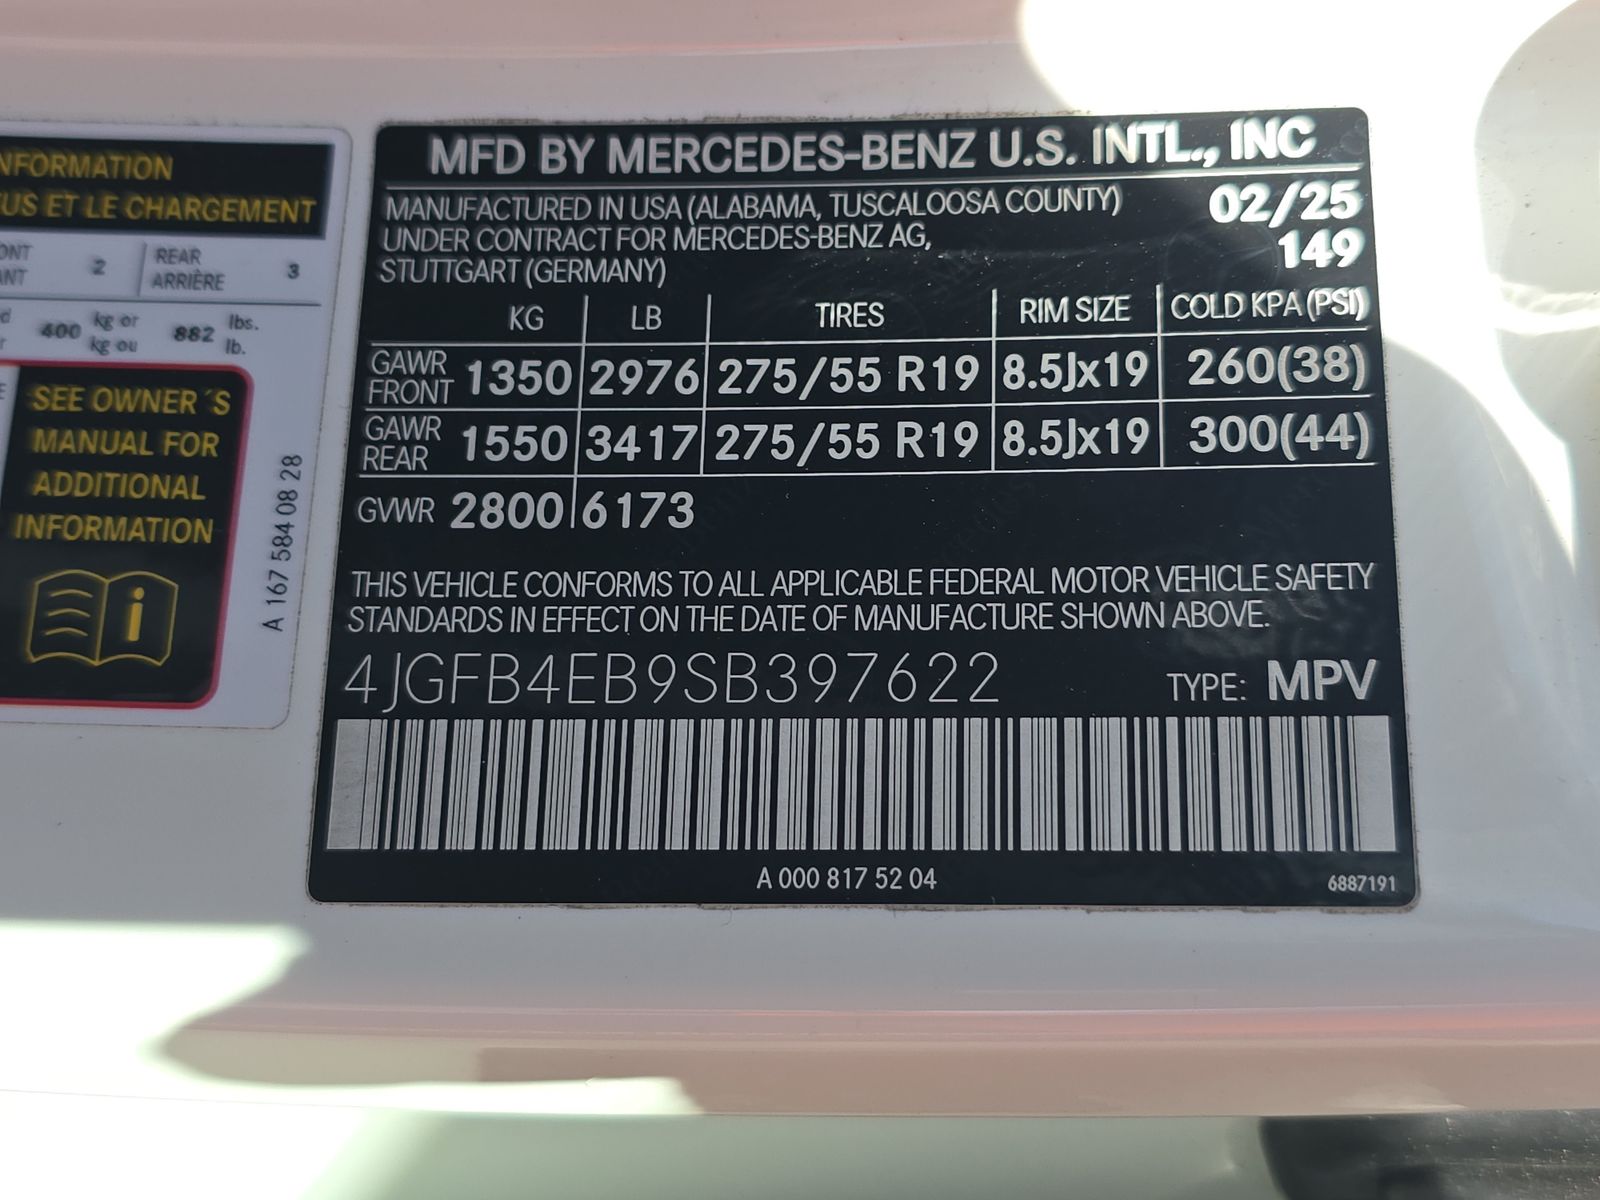 NFORMATION
US ET LE CHARGEMENT
2
REAR
ARRIÈRE
3
400 kg or
kg ou
882 lbs.
lb.
SEE OWNER´S
MANUAL FOR
ADDITIONAL
INFORMATION
i
A 167 584 08 28
MFD BY MERCEDES-BENZ U.S. INTL., INC
MANUFACTURED IN USA (ALABAMA, TUSCALOOSA COUNTY) 02/25
UNDER CONTRACT FOR MERCEDES-BENZ AG, 149
STUTTGART (GERMANY)
KG LB TIRES RIM SIZE COLD KPA (PSI)
GAWR FRONT 1350 2976 275/55 R19 8.5Jx19 260(38)
GAWR REAR 1550 3417 275/55 R19 8.5Jx19 300(44)
GVWR 2800 6173
THIS VEHICLE CONFORMS TO ALL APPLICABLE FEDERAL MOTOR VEHICLE SAFETY
STANDARDS IN EFFECT ON THE DATE OF MANUFACTURE SHOWN ABOVE.
4JGFB4EB9SB397622 TYPE: MPV
A 000 817 52 04
6887191